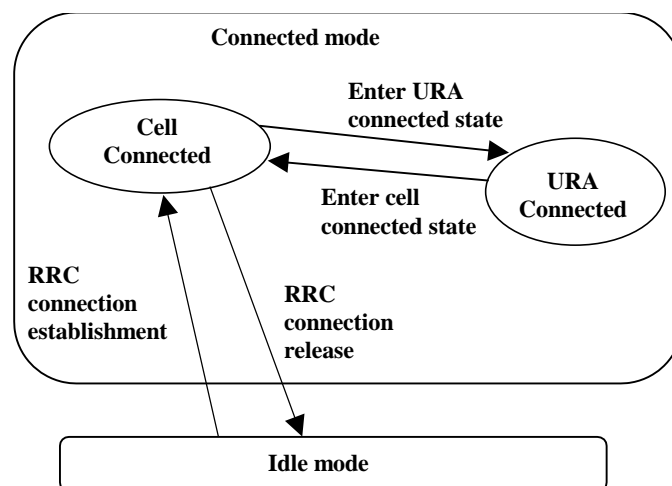 Connected mode
Enter URA
connected state
Cell
Connected
URA
Connected
Enter cell
connected state
RRC
connection
establishment
RRC
connection
release
Idle mode